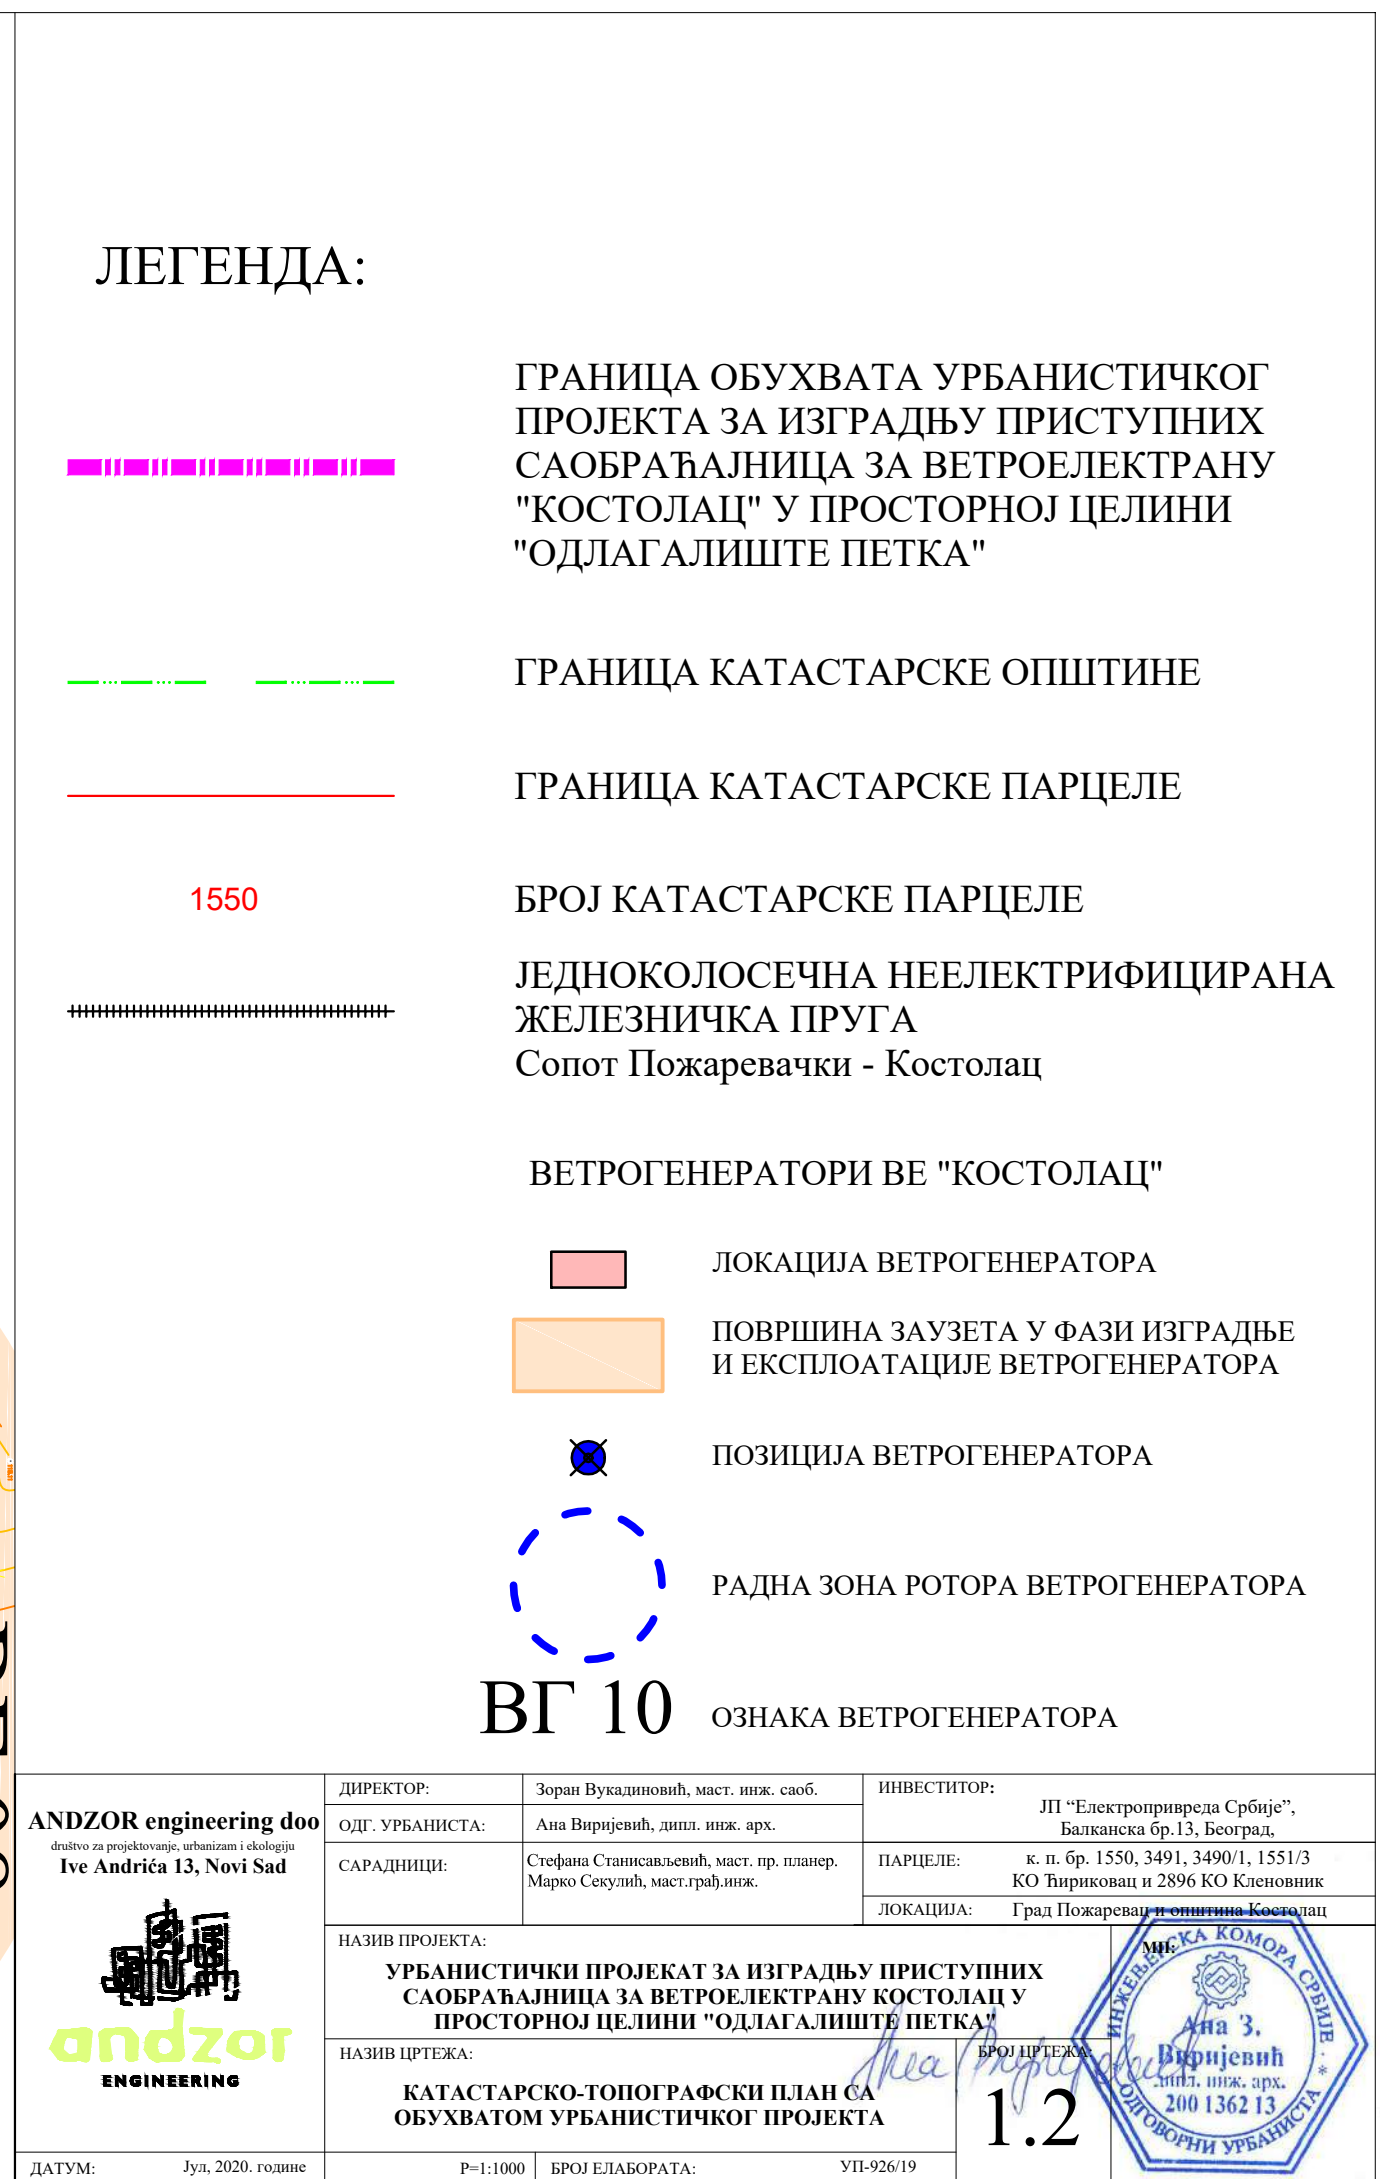 ЛЕГЕНДА:
ГРАНИЦА ОБУХВАТА УРБАНИСТИЧКОГ
ПРОЈЕКТА ЗА ИЗГРАДЊУ ПРИСТУПНИХ
САОБРАЋАЈНИЦА ЗА ВЕТРОЕЛЕКТРАНУ
"КОСТОЛАЦ" У ПРОСТОРНОЈ ЦЕЛИНИ
"ОДЛАГАЛИШТЕ ПЕТКА"
ГРАНИЦА КАТАСТАРСКЕ ОПШТИНЕ
ГРАНИЦА КАТАСТАРСКЕ ПАРЦЕЛЕ
1550
БРОЈ КАТАСТАРСКЕ ПАРЦЕЛЕ
ЈЕДНОКОЛОСЕЧНА НЕЕЛЕКТРИФИЦИРАНА
ЖЕЛЕЗНИЧКА ПРУГА
Сопот Пожаревачки - Костолац
ВЕТРОГЕНЕРАТОРИ ВЕ "КОСТОЛАЦ"
ЛОКАЦИЈА ВЕТРОГЕНЕРАТОРА
ПОВРШИНА ЗАУЗЕТА У ФАЗИ ИЗГРАДЊЕ
И ЕКСПЛОАТАЦИЈЕ ВЕТРОГЕНЕРАТОРА
ПОЗИЦИЈА ВЕТРОГЕНЕРАТОРА
РАДНА ЗОНА РОТОРА ВЕТРОГЕНЕРАТОРА
ВГ 10
ОЗНАКА ВЕТРОГЕНЕРАТОРА
ANDZOR engineering doo
društvo za projektovanje, urbanizam i ekologiju
Ive Andrića 13, Novi Sad
andzor
ENGINEERING
ДИРЕКТОР:
Зоран Вукадиновић, маст. инж. саоб.
ОДГ. УРБАНИСТА:
Ана Виријевић, дипл. инж. арх.
САРАДНИЦИ:
Стефана Станисављевић, маст. пр. планер.
Марко Секулић, маст.грађ.инж.
ИНВЕСТИТОР:
ЈП “Електропривреда Србије”,
Балканска бр.13, Београд,
ПАРЦЕЛЕ:
к. п. бр. 1550, 3491, 3490/1, 1551/3
КО Ћириковац и 2896 КО Кленовник
ЛОКАЦИЈА:
Град Пожаревац и општина Костолац
НАЗИВ ПРОЈЕКТА:
УРБАНИСТИЧКИ ПРОЈЕКАТ ЗА ИЗГРАДЊУ ПРИСТУПНИХ
САОБРАЋАЈНИЦА ЗА ВЕТРОЕЛЕКТРАНУ КОСТОЛАЦ У
ПРОСТОРНОЈ ЦЕЛИНИ "ОДЛАГАЛИШТЕ ПЕТКА"
МП:
ИНЖЕЊЕРСКА КОМОРА СРБИЈЕ
Ана З.
Виријевић
дипл. инж. арх.
200 1362 13
ОДГОВОРНИ УРБАНИСТА
НАЗИВ ЦРТЕЖА:
КАТАСТАРСКО-ТОПОГРАФСКИ ПЛАН СА
ОБУХВАТОМ УРБАНИСТИЧКОГ ПРОЈЕКТА
БРОЈ ЦРТЕЖА:
1.2
ДАТУМ:
Јул, 2020. године
Р=1:1000
БРОЈ ЕЛАБОРАТА:
УП-926/19